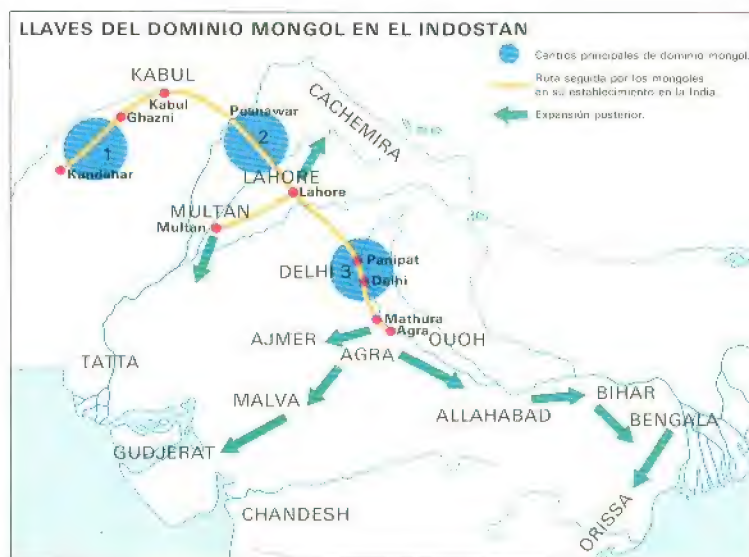 LLAVES DEL DOMINIO MONGOL EN EL INDOSTAN
Centros principales de dominio mongol.
Ruta seguida por los mongoles
en su establecimiento en la India.
Expansión posterior.
KABUL
Kabul
Ghazni
1
Kandahar
Peshawar
2
CACHEMIRA
LAHORE
Lahore
MULTAN
Multan
DELHI 3
Panipat
Delhi
Mathura
Agra
OUOH
AJMER
AGRA
TATTA
MALVA
ALLAHABAD
BIHAR
BENGALA
GUDJERAT
CHANDESH
ORISSA